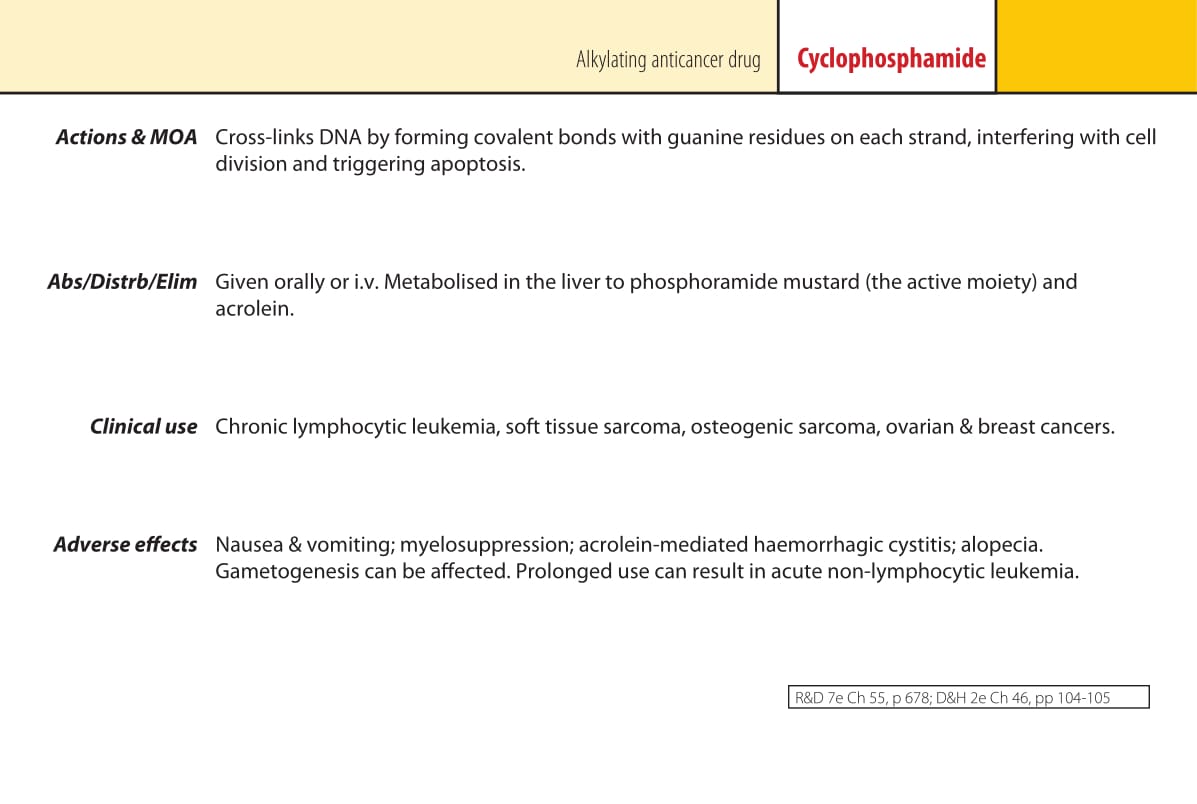 Alkylating anticancer drug
Cyclophosphamide
Actions & MOA Cross-links DNA by forming covalent bonds with guanine residues on each strand, interfering with cell
division and triggering apoptosis.
Abs/Distrb/Elim Given orally or i.v. Metabolised in the liver to phosphoramide mustard (the active moiety) and
acrolein.
Clinical use Chronic lymphocytic leukemia, soft tissue sarcoma, osteogenic sarcoma, ovarian & breast cancers.
Adverse effects Nausea & vomiting; myelosuppression; acrolein-mediated haemorrhagic cystitis; alopecia.
Gametogenesis can be affected. Prolonged use can result in acute non-lymphocytic leukemia.
R&D 7e Ch 55, p 678; D&H 2e Ch 46, pp 104-105